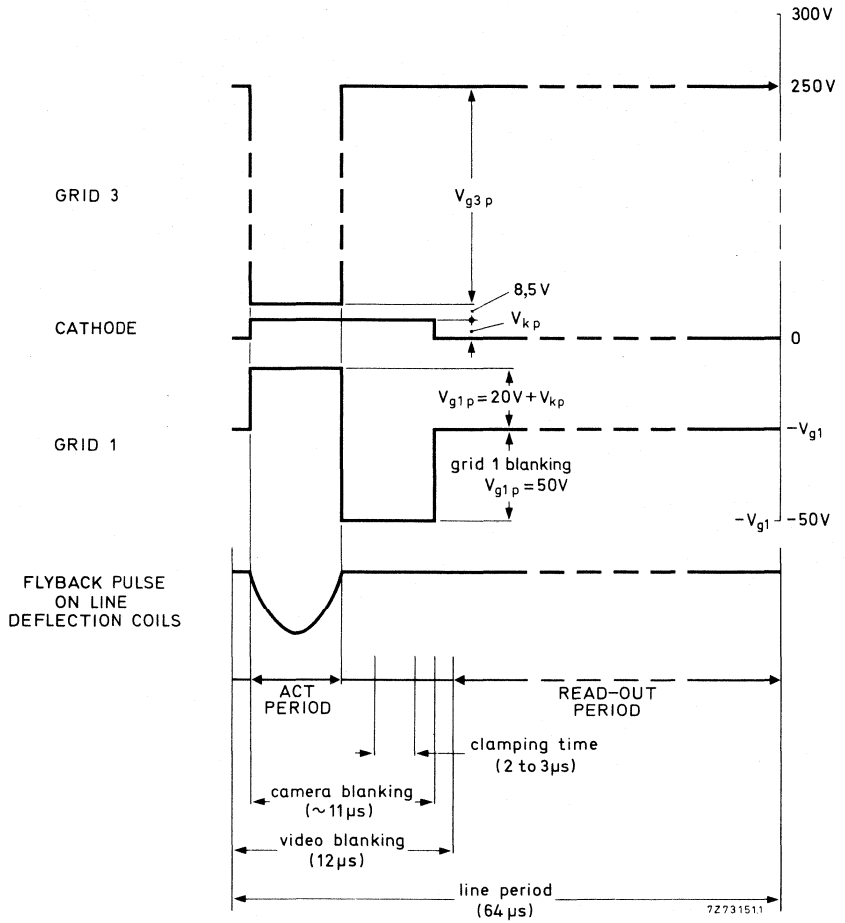 300V
250V
GRID 3
Vg3p
8,5V
CATHODE
Vkp
0
Vg1p=20V+Vkp
-Vg1
GRID 1
grid 1 blanking
Vg1p=50V
-Vg1
-50V
FLYBACK PULSE
ON LINE
DEFLECTION COILS
ACT
PERIOD
READ-OUT
PERIOD
clamping time
(2 to 3µs)
camera blanking
(~11µs)
video blanking
(12µs)
line period
(64µs)
7Z73151.1